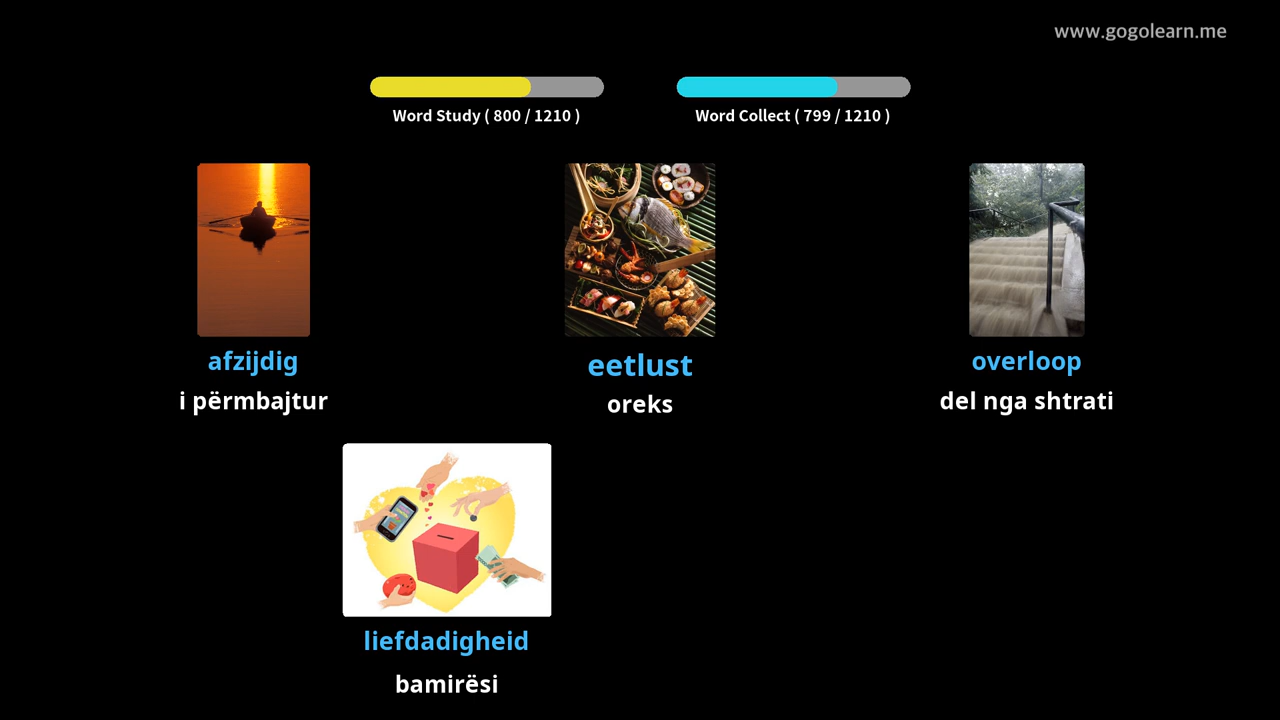 www.gogolearn.me
Word Study ( 800 / 1210 )
Word Collect ( 799 / 1210 )
afzijdig
i përmbajtur
eetlust
oreks
overloop
del nga shtrati
liefdadigheid
bamirësi